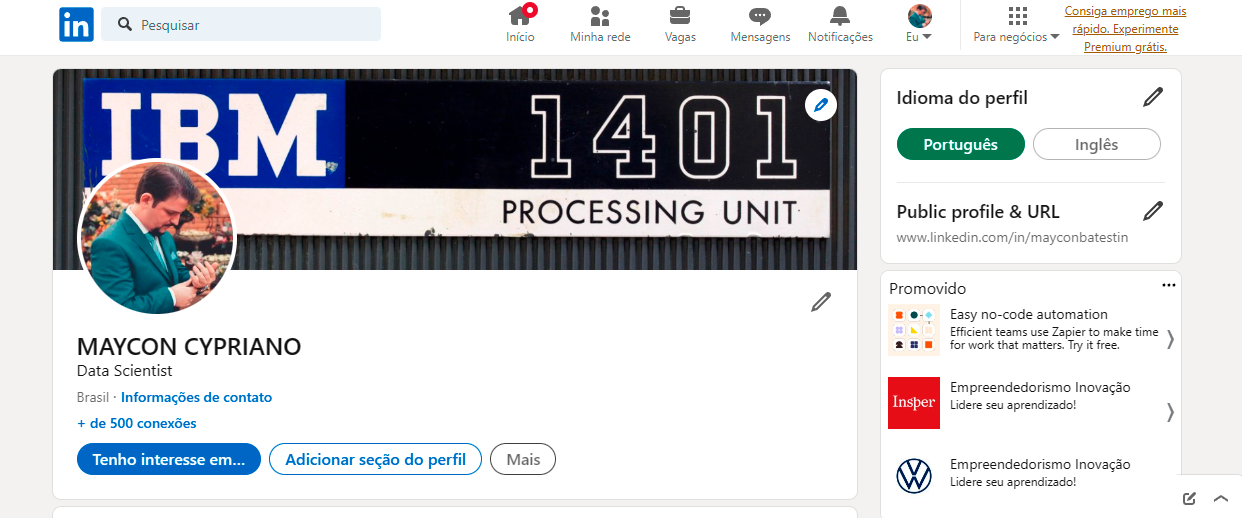 in
Pesquisar
Início
Minha rede
Vagas
Mensagens
Notificações
Eu
Para negócios
Consiga emprego mais
rápido. Experimente
Premium grátis.
IBM
1401
PROCESSING UNIT
MAYCON CYPRIANO
Data Scientist
Brasil · Informações de contato
+ de 500 conexões
Tenho interesse em...
Adicionar seção do perfil
Mais
Idioma do perfil
Português
Inglês
Public profile & URL
www.linkedin.com/in/mayconbatestin
Promovido
Easy no-code automation
Efficient teams use Zapier to make time
for work that matters. Try it free.
Insper
Empreendedorismo Inovação
Lidere seu aprendizado!
Empreendedorismo Inovação
Lidere seu aprendizado!